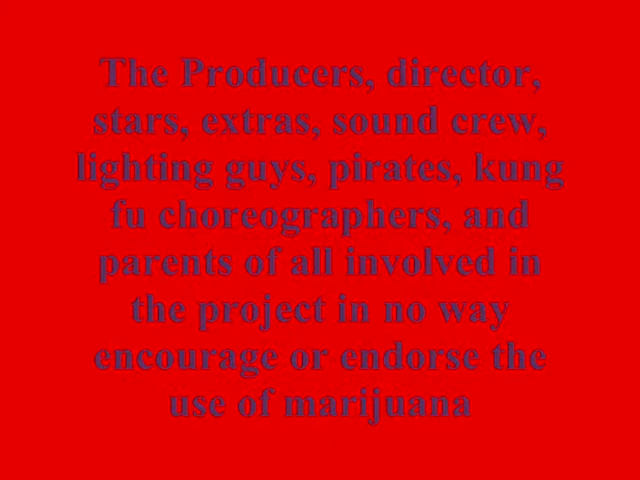 The Producers, director,
stars, extras, sound crew,
lighting guys, pirates, kung
fu choreographers, and
parents of all involved in
the project in no way
encourage or endorse the
use of marijuana